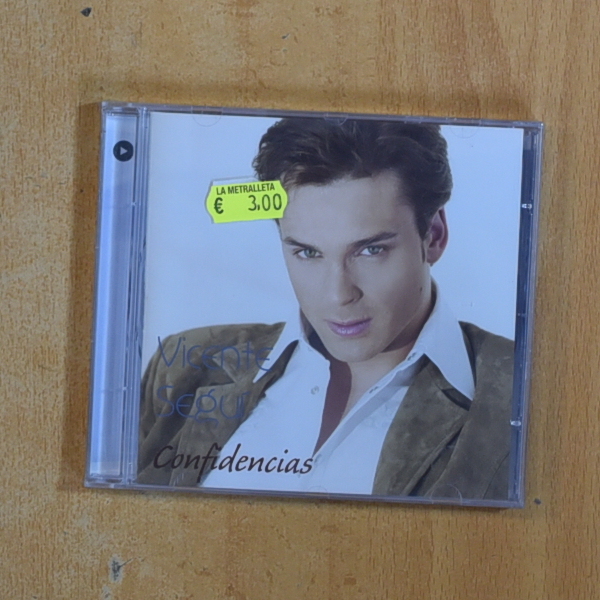 LA METRALLETA
€ 3.00
Vicente
Segui
Confidencias